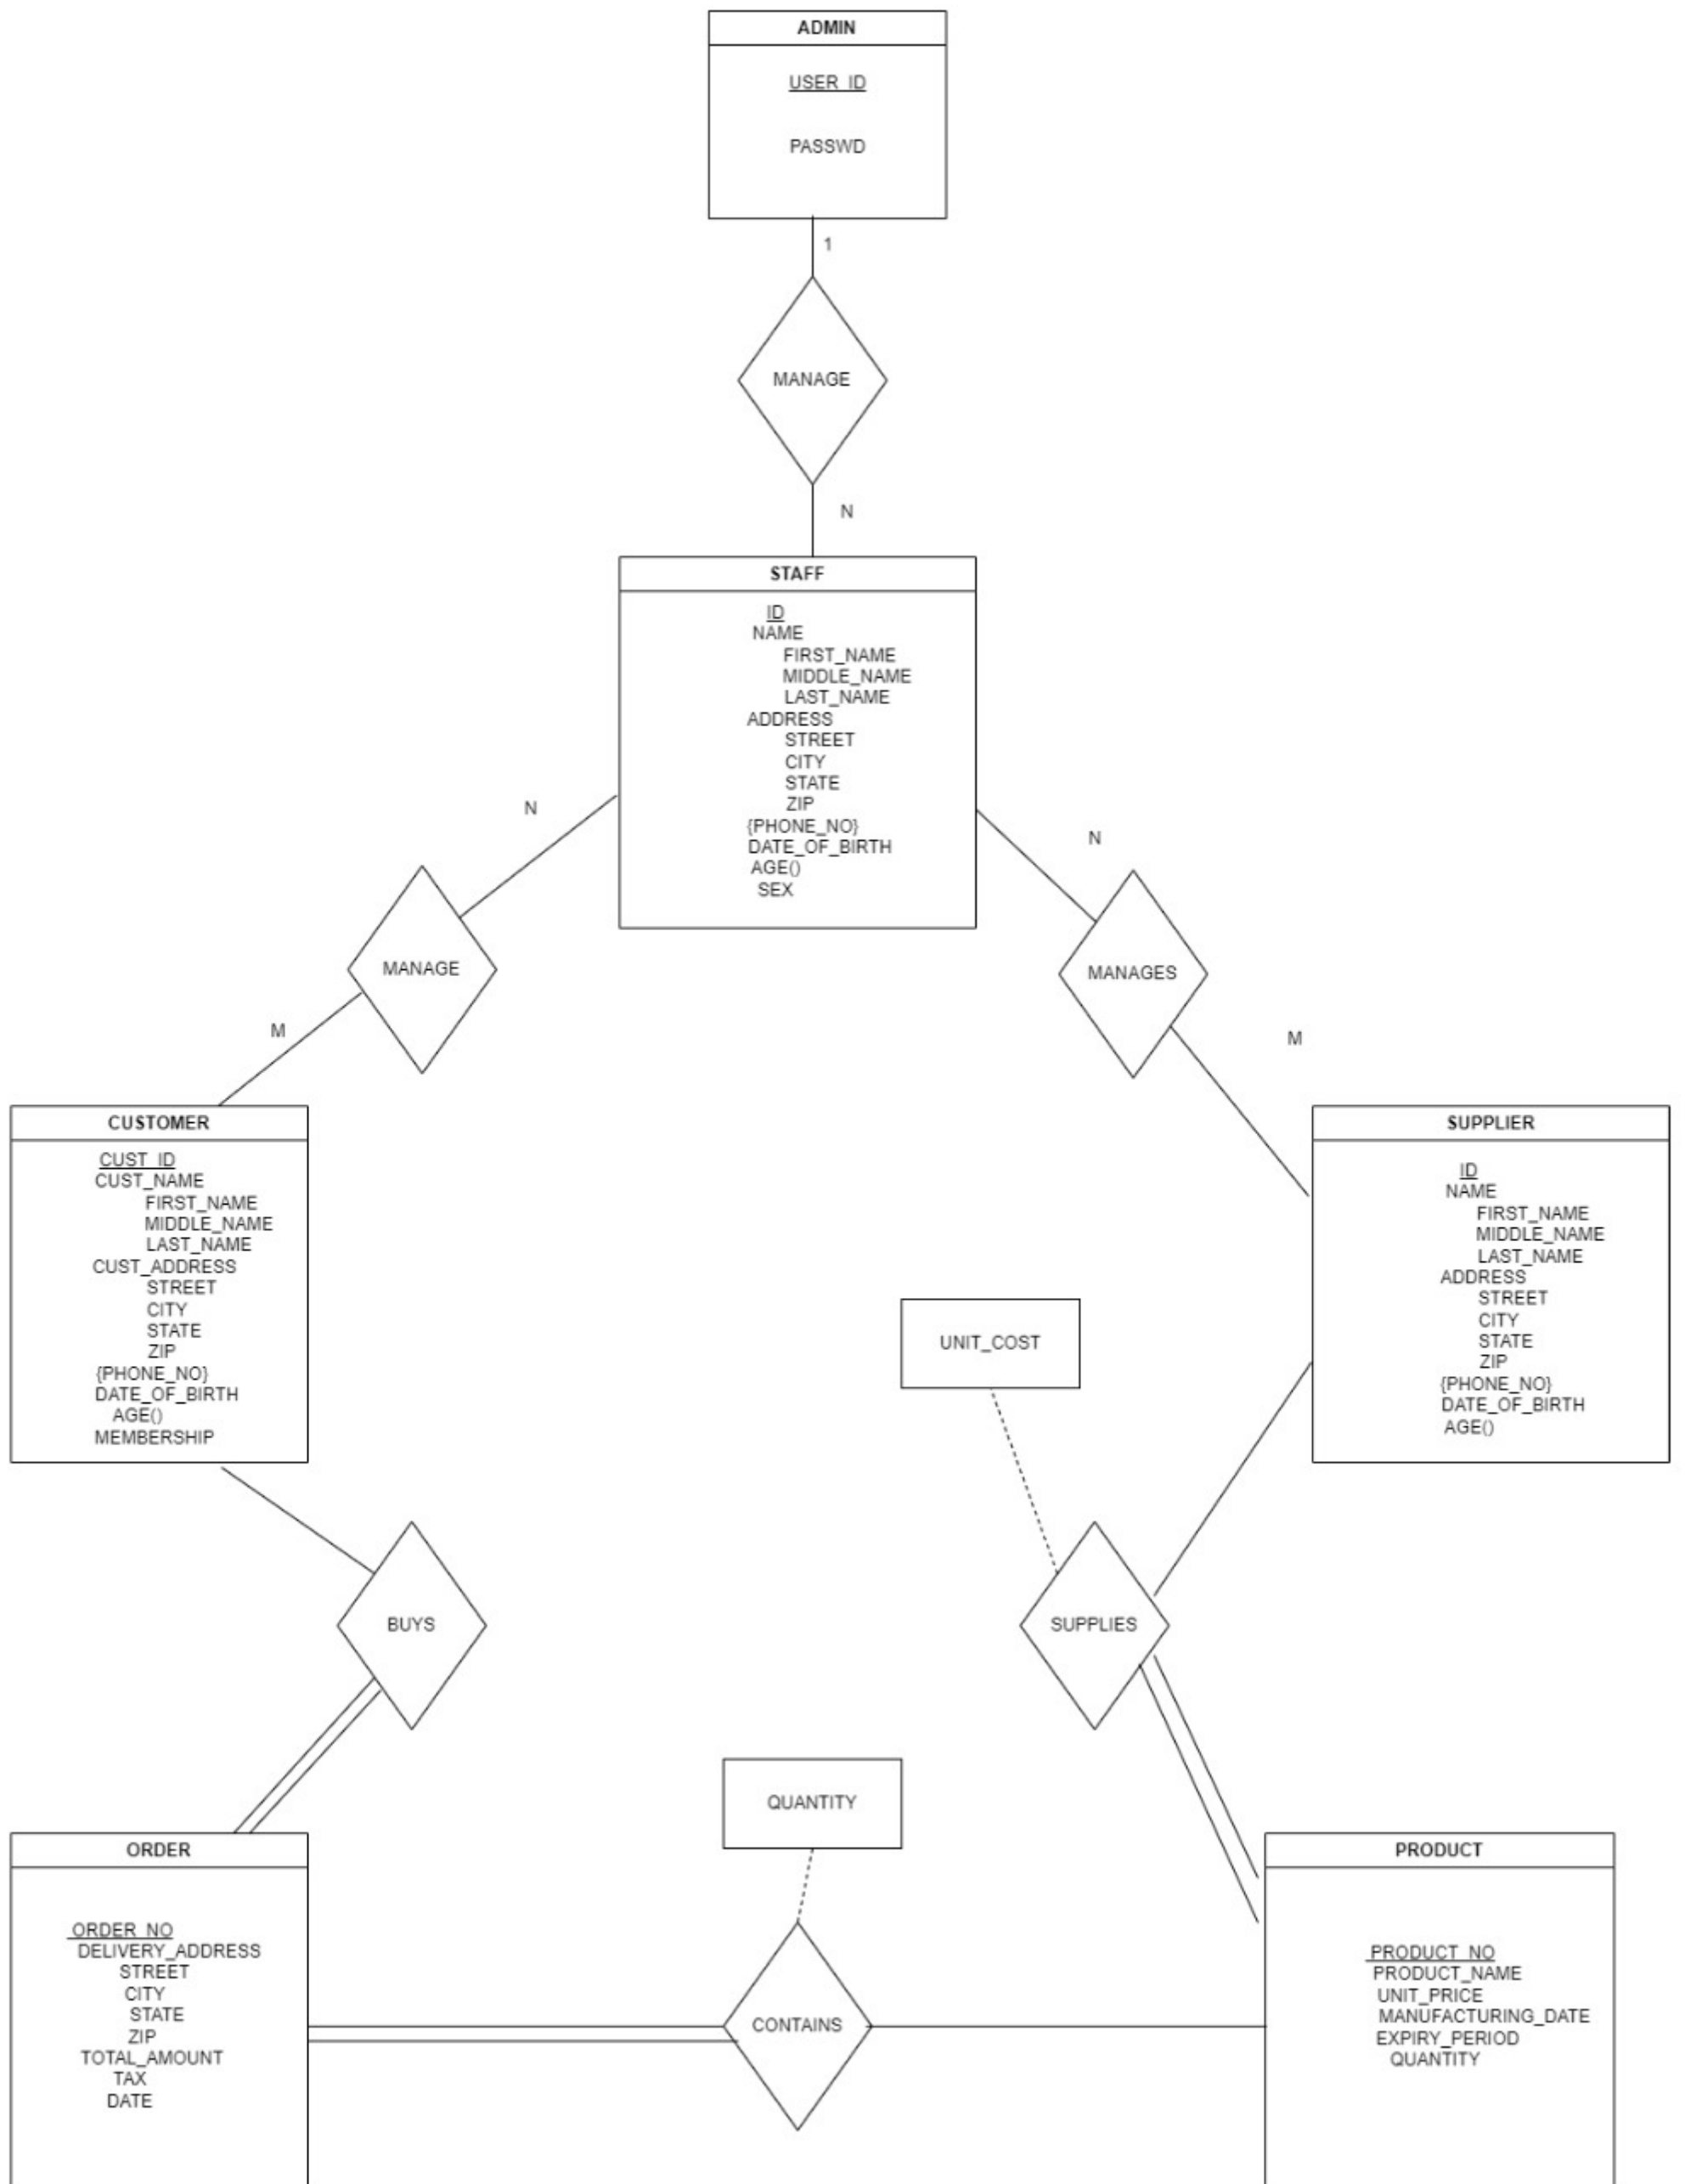 ADMIN
USER_ID
PASSWD
1
MANAGE
N
STAFF
ID
NAME
FIRST_NAME
MIDDLE_NAME
LAST_NAME
ADDRESS
STREET
CITY
STATE
ZIP
{PHONE_NO}
DATE_OF_BIRTH
AGE()
SEX
N
N
MANAGE
MANAGES
M
M
CUSTOMER
CUST_ID
CUST_NAME
FIRST_NAME
MIDDLE_NAME
LAST_NAME
CUST_ADDRESS
STREET
CITY
STATE
ZIP
{PHONE_NO}
DATE_OF_BIRTH
AGE()
MEMBERSHIP
SUPPLIER
ID
NAME
FIRST_NAME
MIDDLE_NAME
LAST_NAME
ADDRESS
STREET
CITY
STATE
ZIP
{PHONE_NO}
DATE_OF_BIRTH
AGE()
UNIT_COST
BUYS
SUPPLIES
QUANTITY
ORDER
ORDER_NO
DELIVERY_ADDRESS
STREET
CITY
STATE
ZIP
TOTAL_AMOUNT
TAX
DATE
CONTAINS
PRODUCT
PRODUCT_NO
PRODUCT_NAME
UNIT_PRICE
MANUFACTURING_DATE
EXPIRY_PERIOD
QUANTITY